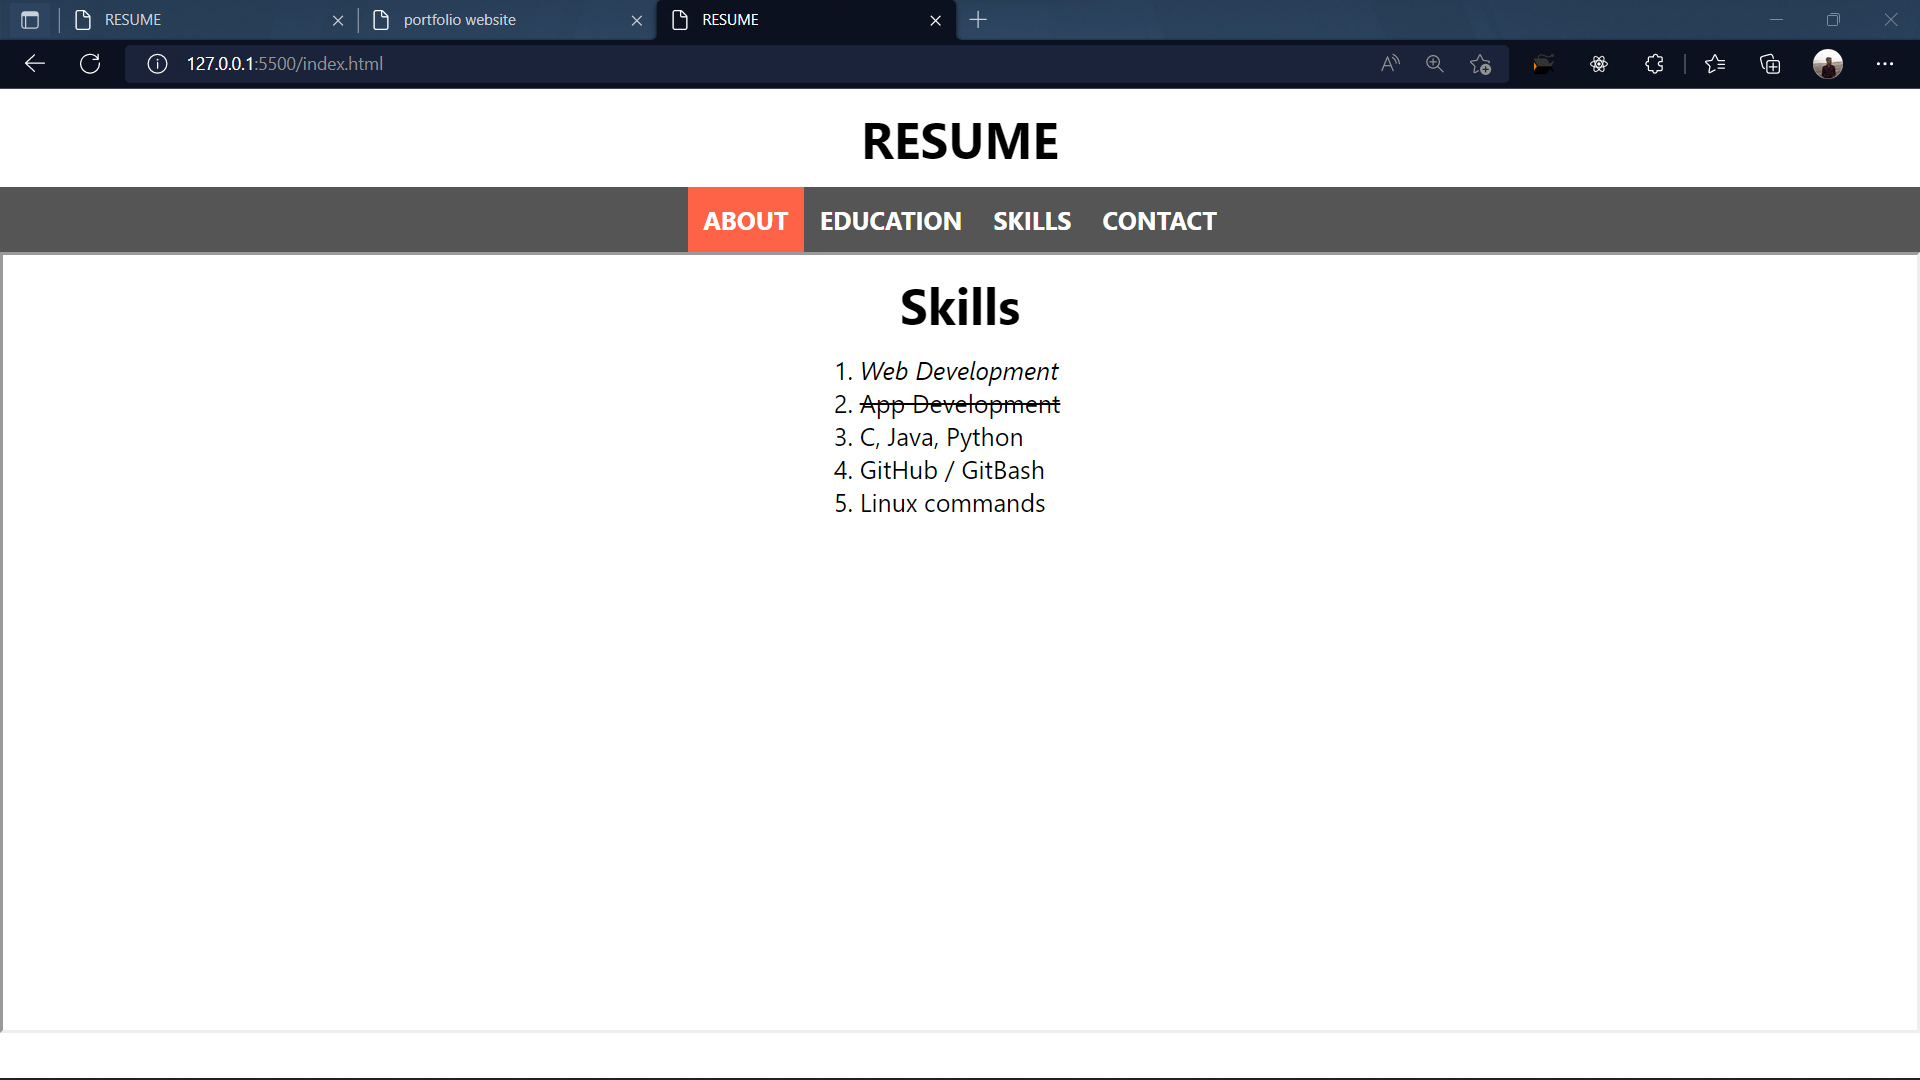 RESUME
portfolio website
RESUME
127.0.0.1:5500/index.html
RESUME
ABOUT EDUCATION SKILLS CONTACT
Skills
1. Web Development
2. App Development
3. C, Java, Python
4. GitHub / GitBash
5. Linux commands